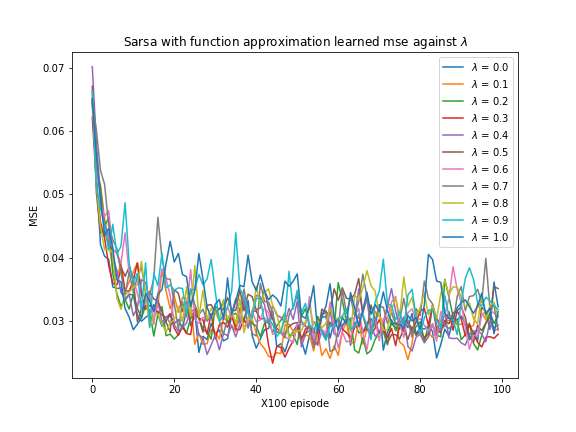 Sarsa with function approximation learned mse against λ
0.07
0.06
0.05
0.04
0.03
MSE
λ = 0.0
λ = 0.1
λ = 0.2
λ = 0.3
λ = 0.4
λ = 0.5
λ = 0.6
λ = 0.7
λ = 0.8
λ = 0.9
λ = 1.0
0 20 40 60 80 100
X100 episode